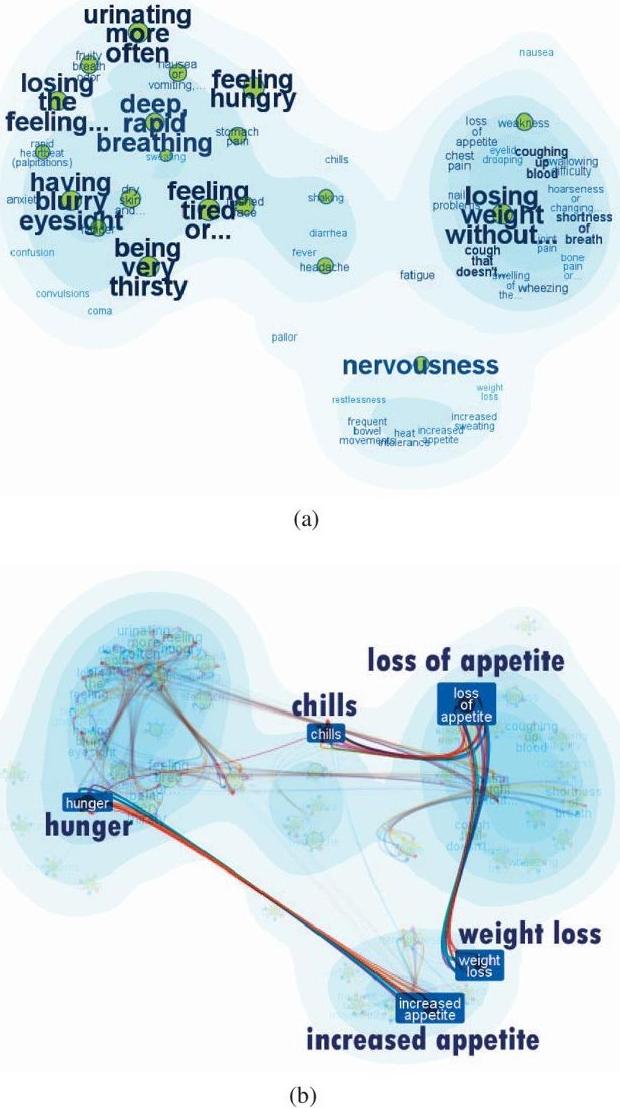 urinating
more
often
fruity
breath
odor
nausea
or
vomiting,...
losing
the
feeling...
feeling
hungry
deep,
rapid
breathing
stomach
pain
rapid
heartbeat
(palpitations)
sweating
chills
having
blurry
eyesight
anxiety
dry
skin
and...
feeling
tired
or...
face
shaking
diarrhea
confusion
being
very
thirsty
fever
headache
convulsions
coma
pallor
nausea
loss
of
appetite
weakness
chest
pain
eyelid
drooping
coughing
up
blood
swallowing
difficulty
nail
problems
losing
weight
without...
hoarseness
or
changing...
shortness
of
breath
cough
that
doesn't...
joint
pain
bone
pain
or...
fatigue
swelling
of
the...
wheezing
nervousness
restlessness
weight
loss
frequent
bowel
movements
heat
intolerance
increased
appetite
increased
sweating
(a)
loss of appetite
loss
of
appetite
chills
chills
urinating
more
often
feeling
hungry
deep
coughing
up
blood
hunger
hunger
shortness
of
breath
wheezing
weight loss
weight
loss
increased
appetite
increased appetite
(b)